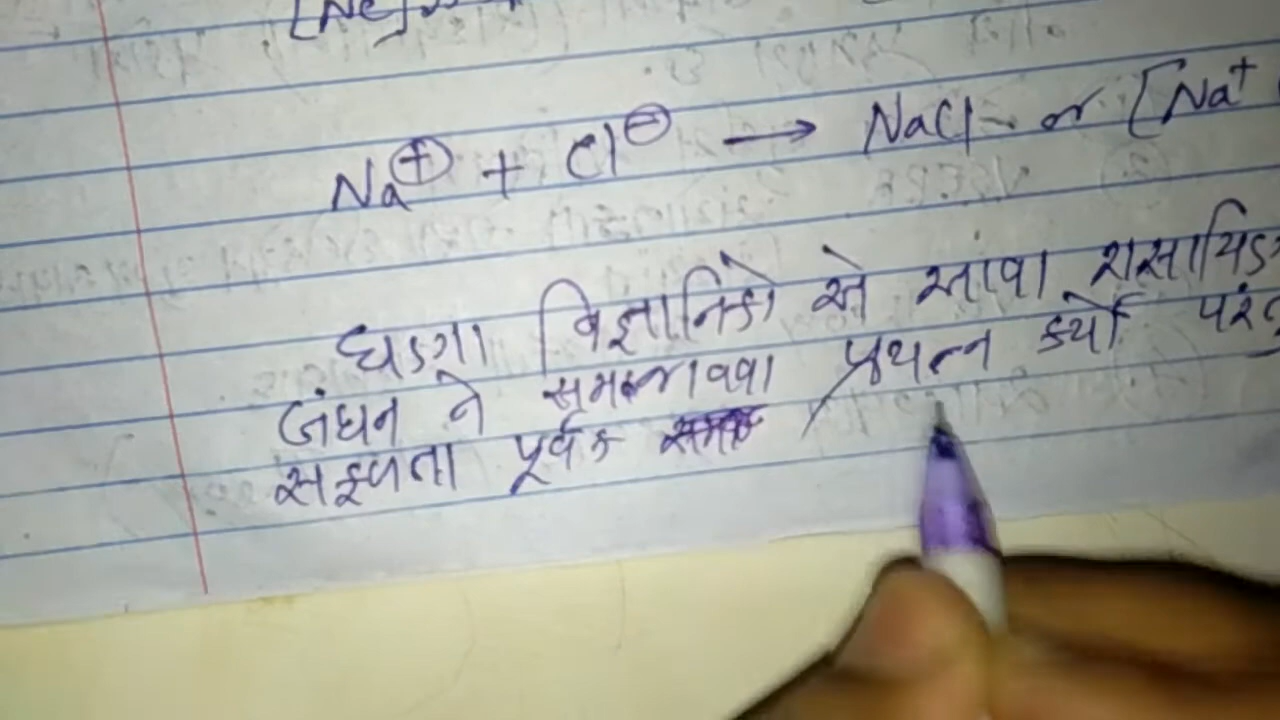 Na⊕ + Cl⊖ → NaCl or [Na⁺
ઘણા વિજ્ઞાનિકો એ આવા રાસાયણિક
બંધન ને સમજાવવા પ્રયત્ન કર્યો પરંતુ
સફળતા પૂર્વક